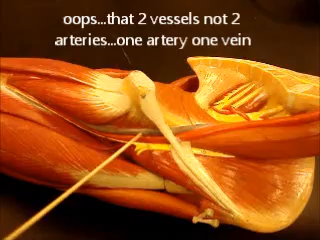 oops...that 2 vessels not 2
arteries...one artery one vein